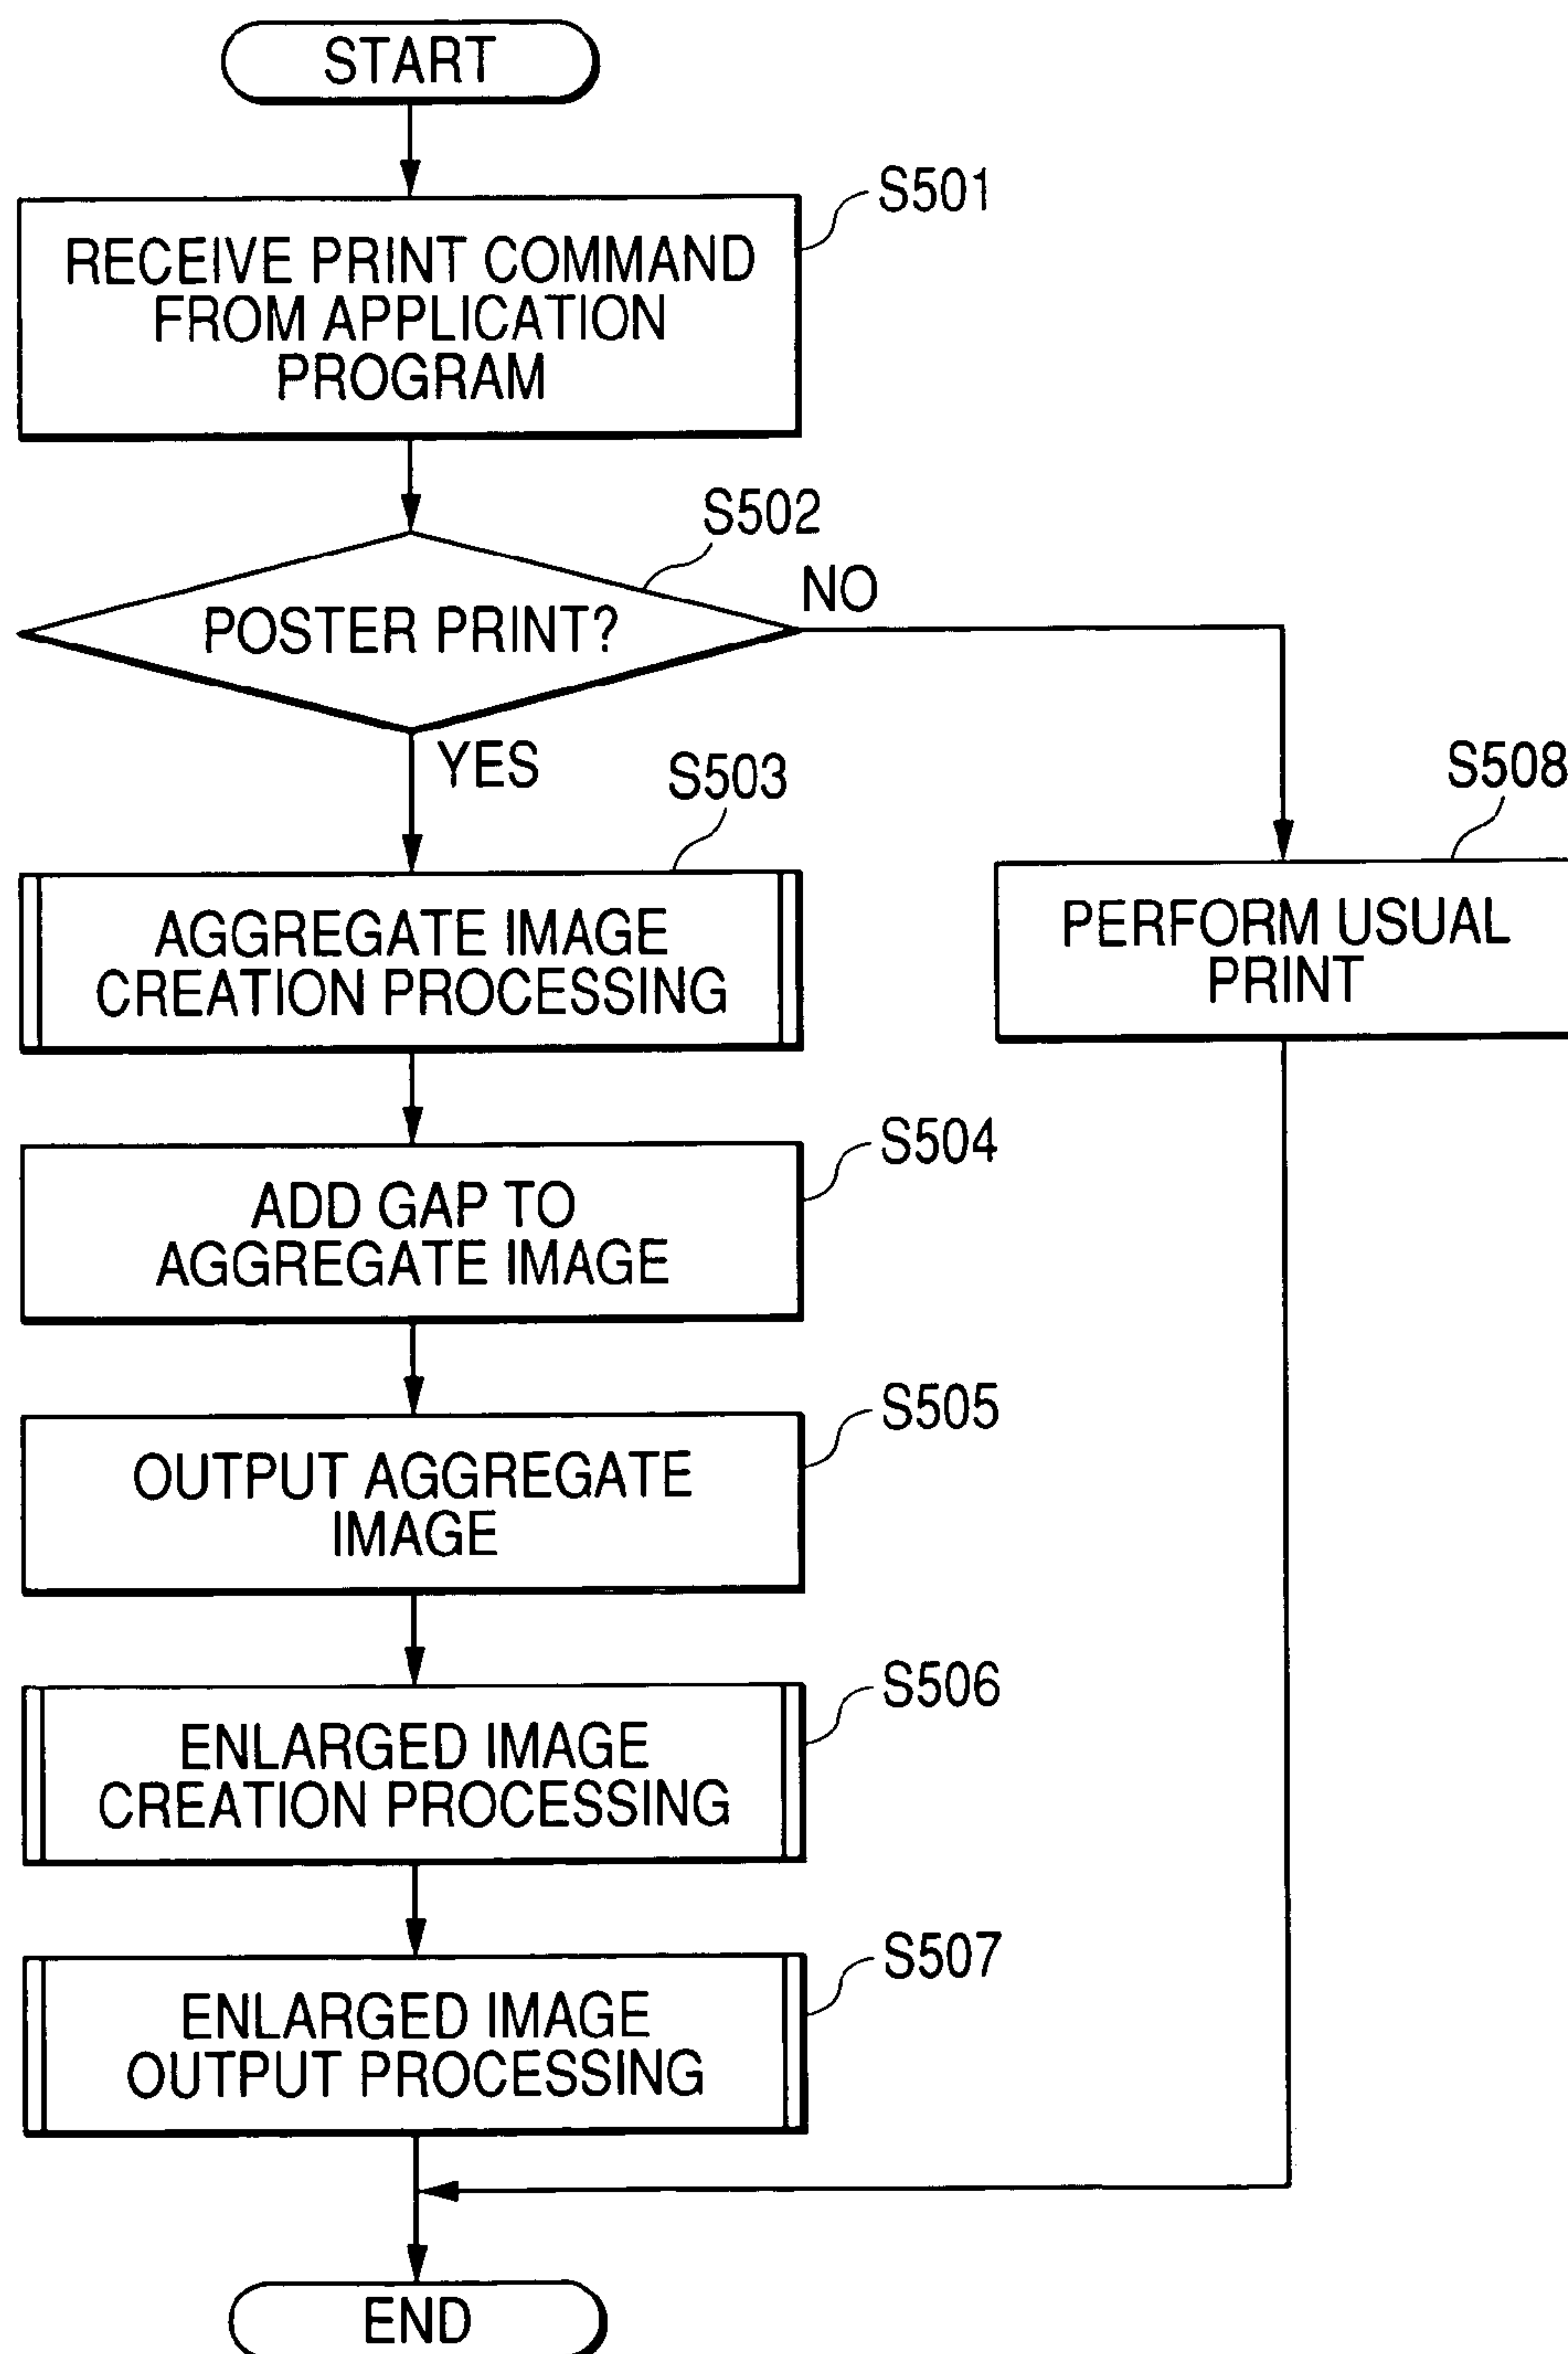 START
S501
RECEIVE PRINT COMMAND
FROM APPLICATION
PROGRAM
S502
POSTER PRINT?
NO
YES
S503
S508
AGGREGATE IMAGE
CREATION PROCESSING
PERFORM USUAL
PRINT
S504
ADD GAP TO
AGGREGATE IMAGE
S505
OUTPUT AGGREGATE
IMAGE
S506
ENLARGED IMAGE
CREATION PROCESSING
S507
ENLARGED IMAGE
OUTPUT PROCESSING
END